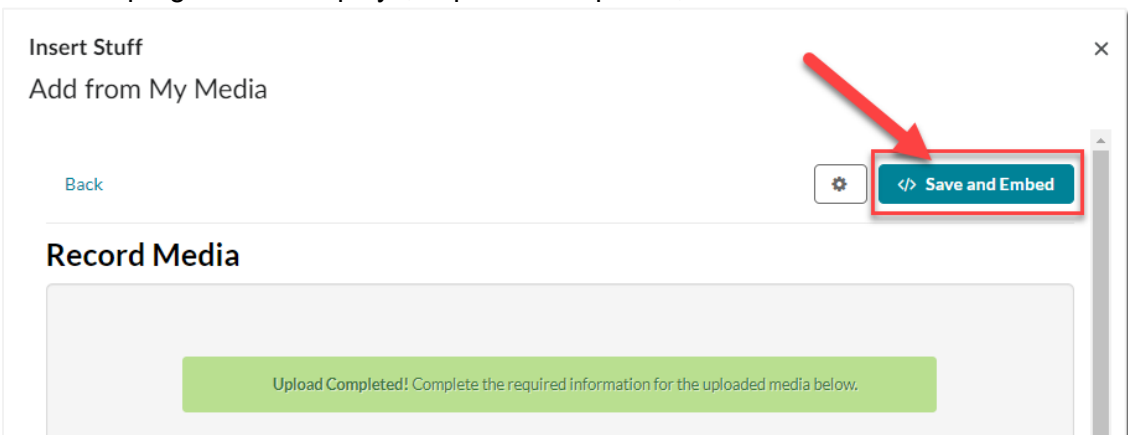 Insert Stuff
Add from My Media
Back
</> Save and Embed
Record Media
Upload Completed! Complete the required information for the uploaded media below.